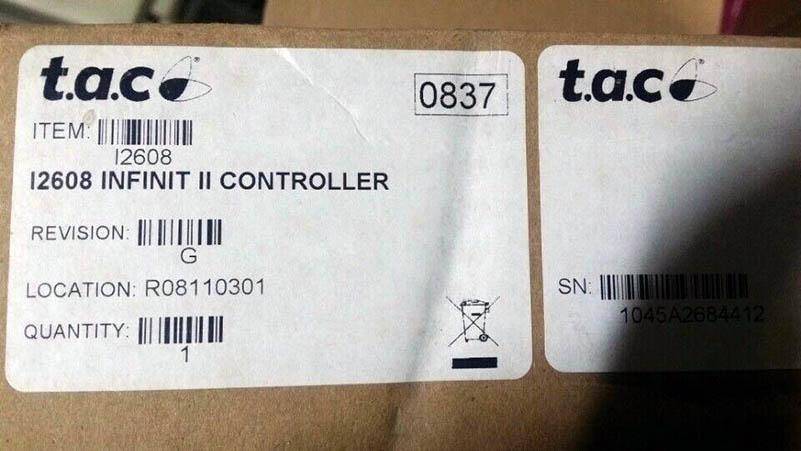 t.a.c
0837
ITEM:
I2608
I2608 INFINIT II CONTROLLER
REVISION:
G
LOCATION: R08110301
QUANTITY:
1
t.a.c
SN:
1045A2684412